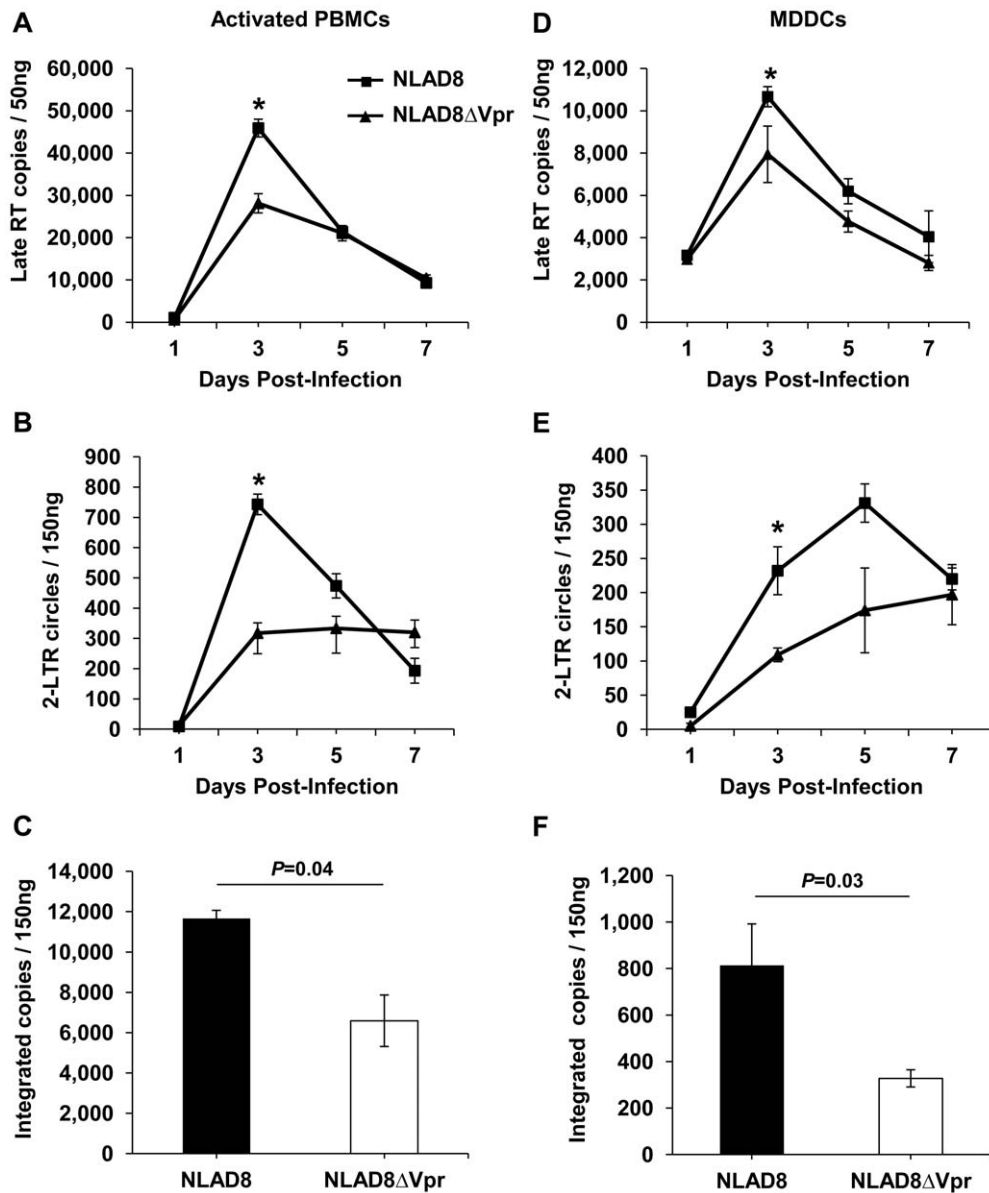 A
Activated PBMCs
Late RT copies / 50ng
60,000
50,000
40,000
30,000
20,000
10,000
0
NLAD8
NLAD8ΔVpr
*
1 3 5 7
Days Post-Infection
D
MDDCs
Late RT copies / 50ng
12,000
10,000
8,000
6,000
4,000
2,000
0
*
1 3 5 7
Days Post-Infection
B
2-LTR circles / 150ng
900
800
700
600
500
400
300
200
100
0
*
1 3 5 7
Days Post-Infection
E
2-LTR circles / 150ng
400
350
300
250
200
150
100
50
0
*
1 3 5 7
Days Post-Infection
C
Integrated copies / 150ng
14,000
12,000
10,000
8,000
6,000
4,000
2,000
0
P=0.04
NLAD8 NLAD8ΔVpr
F
Integrated copies / 150ng
1,200
1,000
800
600
400
200
0
P=0.03
NLAD8 NLAD8ΔVpr